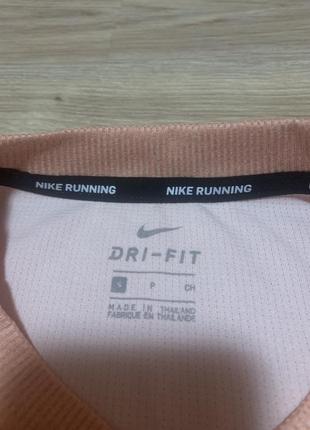 NIKE RUNNING NIKE RUNNING
DRI-FIT
S P CH
MADE IN THAILAND
FABRIQUE EN THAILANDE